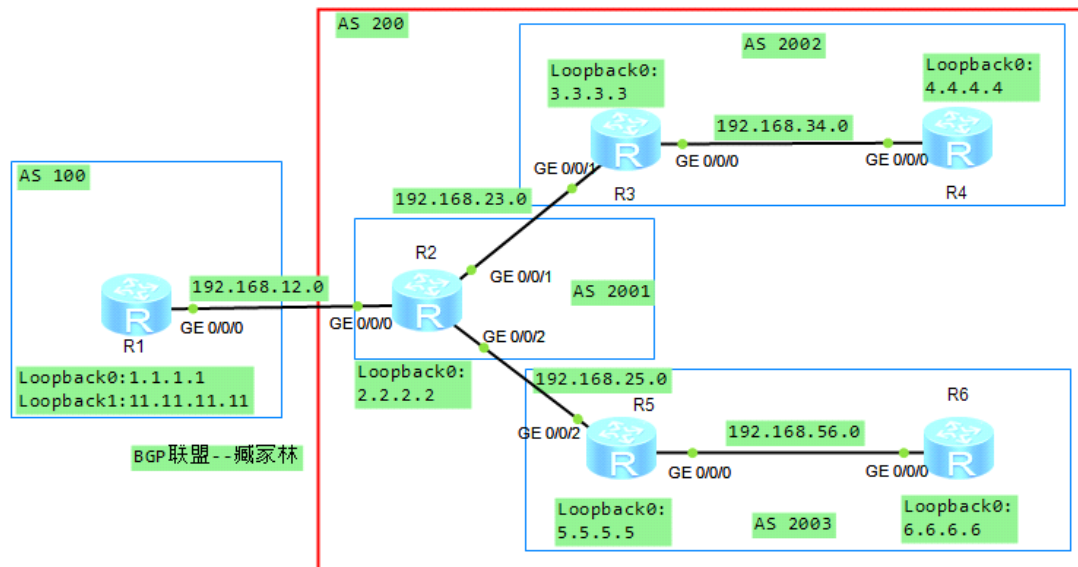 AS 200
AS 2002
Loopback0:
3.3.3.3
Loopback0:
4.4.4.4
192.168.34.0
GE 0/0/0
GE 0/0/0
GE 0/0/1
R3
R4
AS 100
192.168.23.0
R2
GE 0/0/1
AS 2001
192.168.12.0
GE 0/0/0
GE 0/0/0
R1
GE 0/0/2
Loopback0:1.1.1.1
Loopback1:11.11.11.11
Loopback0:
2.2.2.2
192.168.25.0
R5
R6
GE 0/0/2
192.168.56.0
BGP联盟--臧冢林
GE 0/0/0
GE 0/0/0
Loopback0:
5.5.5.5
AS 2003
Loopback0:
6.6.6.6
R
R
R
R
R
R